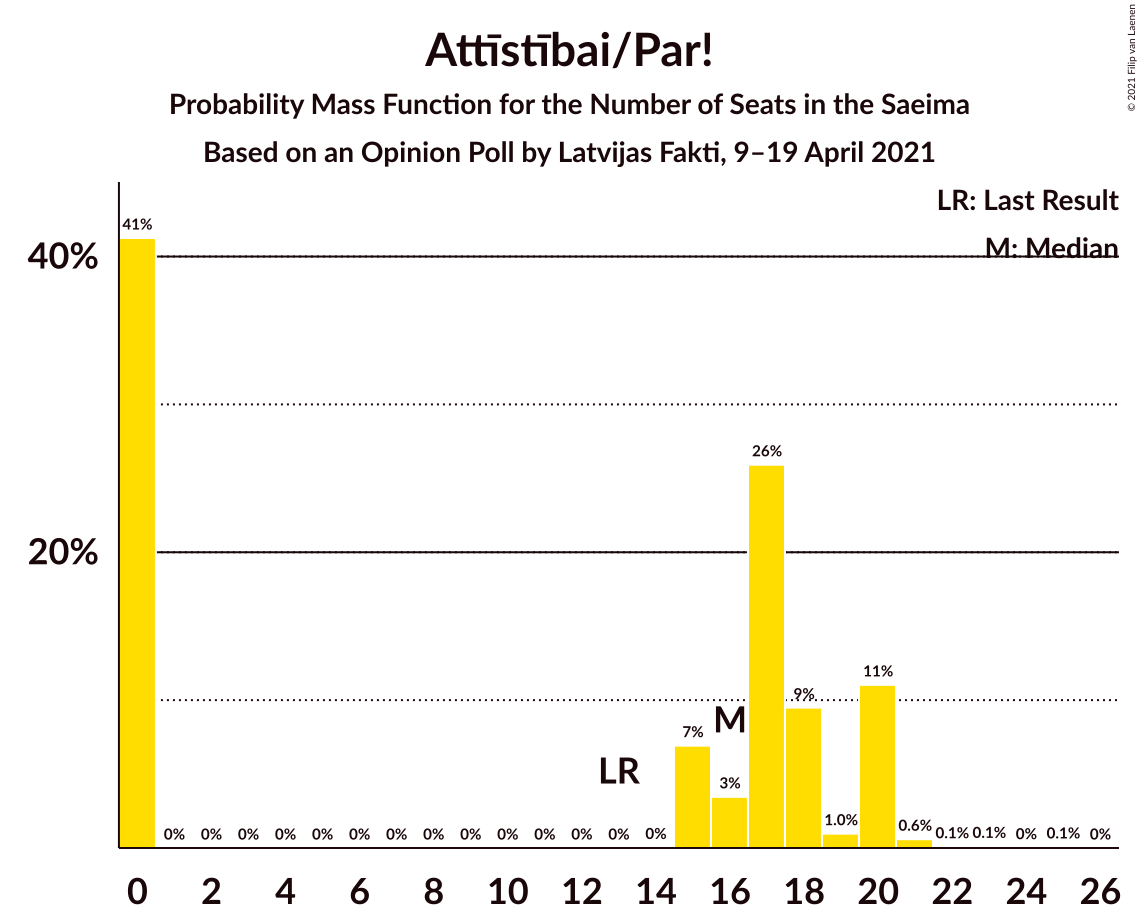 Attīstībai/Par!
Probability Mass Function for the Number of Seats in the Saeima
Based on an Opinion Poll by Latvijas Fakti, 9–19 April 2021
© 2021 Filip van Laenen
LR: Last Result
M: Median
41%
40%
26%
20%
11%
9%
M
7%
LR
3%
1.0%
0.6%
0% 0% 0% 0% 0% 0% 0% 0% 0% 0% 0% 0% 0% 0% 0.1% 0.1% 0% 0.1% 0%
0 2 4 6 8 10 12 14 16 18 20 22 24 26